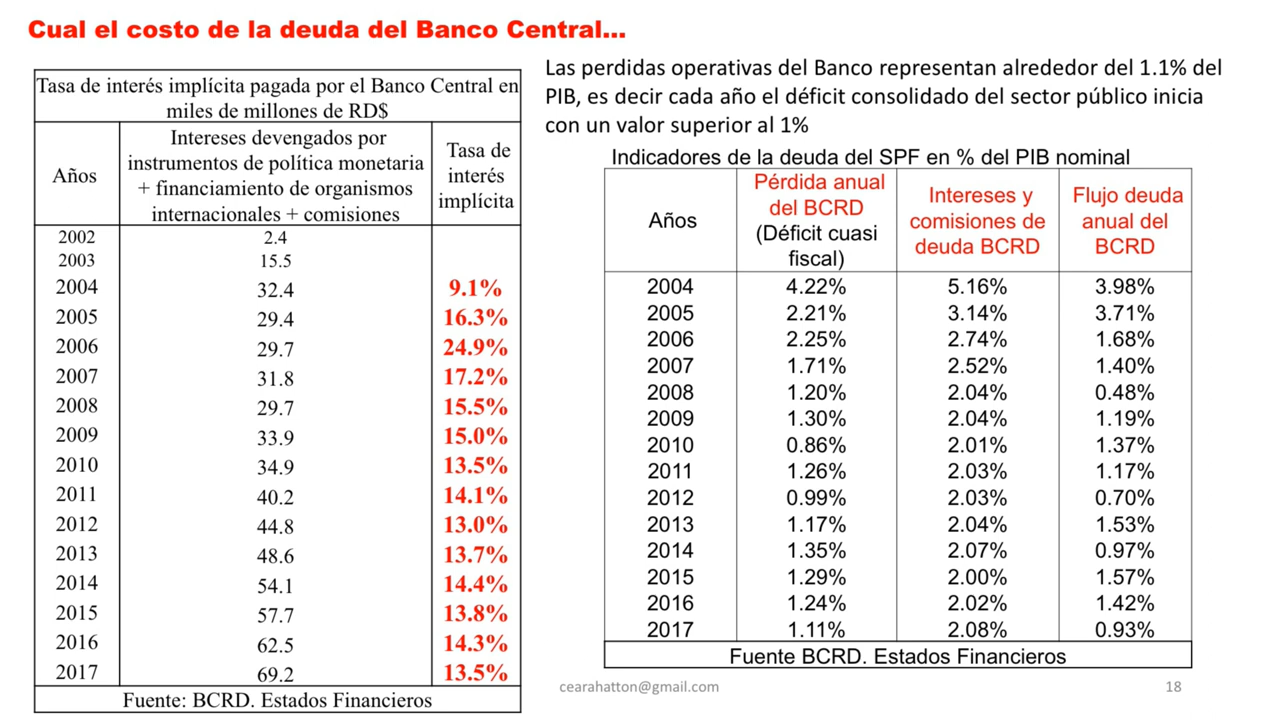 Cual el costo de la deuda del Banco Central...
Tasa de interés implícita pagada por el Banco Central en
miles de millones de RD$
Años
Intereses devengados por
instrumentos de política monetaria
+ financiamiento de organismos
internacionales + comisiones
Tasa de
interés
implícita
2002 2.4
2003 15.5
2004 32.4 9.1%
2005 29.4 16.3%
2006 29.7 24.9%
2007 31.8 17.2%
2008 29.7 15.5%
2009 33.9 15.0%
2010 34.9 13.5%
2011 40.2 14.1%
2012 44.8 13.0%
2013 48.6 13.7%
2014 54.1 14.4%
2015 57.7 13.8%
2016 62.5 14.3%
2017 69.2 13.5%
Fuente: BCRD. Estados Financieros
Las perdidas operativas del Banco representan alrededor del 1.1% del
PIB, es decir cada año el déficit consolidado del sector público inicia
con un valor superior al 1%
Indicadores de la deuda del SPF en % del PIB nominal
Años
Pérdida anual
del BCRD
(Déficit cuasi
fiscal)
Intereses y
comisiones de
deuda BCRD
Flujo deuda
anual del
BCRD
2004 4.22% 5.16% 3.98%
2005 2.21% 3.14% 3.71%
2006 2.25% 2.74% 1.68%
2007 1.71% 2.52% 1.40%
2008 1.20% 2.04% 0.48%
2009 1.30% 2.04% 1.19%
2010 0.86% 2.01% 1.37%
2011 1.26% 2.03% 1.17%
2012 0.99% 2.03% 0.70%
2013 1.17% 2.04% 1.53%
2014 1.35% 2.07% 0.97%
2015 1.29% 2.00% 1.57%
2016 1.24% 2.02% 1.42%
2017 1.11% 2.08% 0.93%
Fuente BCRD. Estados Financieros
cearahatton@gmail.com
18